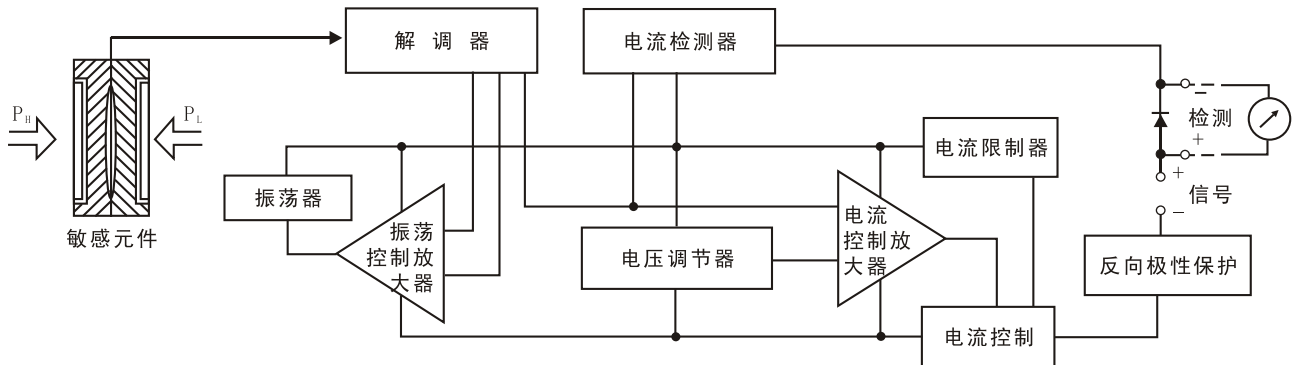 解调器
电流检测器
P_H
P_L
检测
−
+
电流限制器
+
信号
−
振荡器
敏感元件
振荡
控制放
大器
电压调节器
电流
控制放
大器
反向极性保护
电流控制